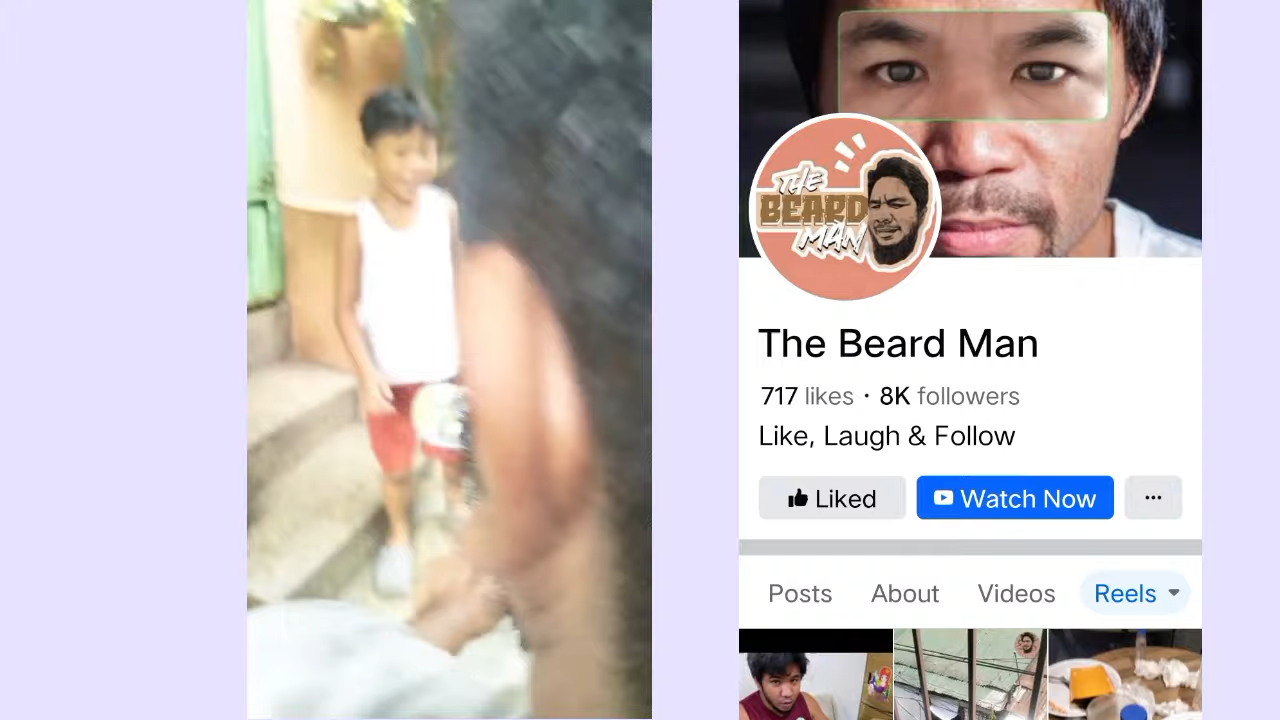 THE
BEARD
MAN
The Beard Man
717 likes · 8K followers
Like, Laugh & Follow
Liked
Watch Now
Posts About Videos Reels